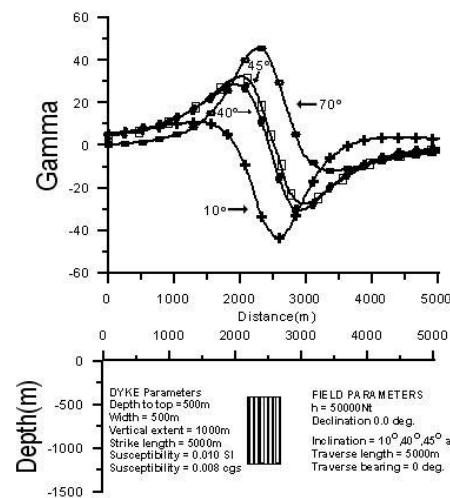 60
40
20
0
-20
-40
-60
Gamma
45°
40°
70°
10°
0 1000 2000 3000 4000 5000
Distance(m)
0 1000 2000 3000 4000 5000
0
-500
-1000
-1500
Depth(m)
DYKE Parameters
Depth to top = 500m
Width = 500m
Vertical extent = 1000m
Strike length = 5000m
Susceptibility = 0.010 SI
Susceptibility = 0.008 cgs
FIELD PARAMETERS
h = 50000Nt
Declination 0.0 deg.
Inclination = 10°,40°,45° a
Traverse length = 5000m
Traverse bearing = 0 deg.